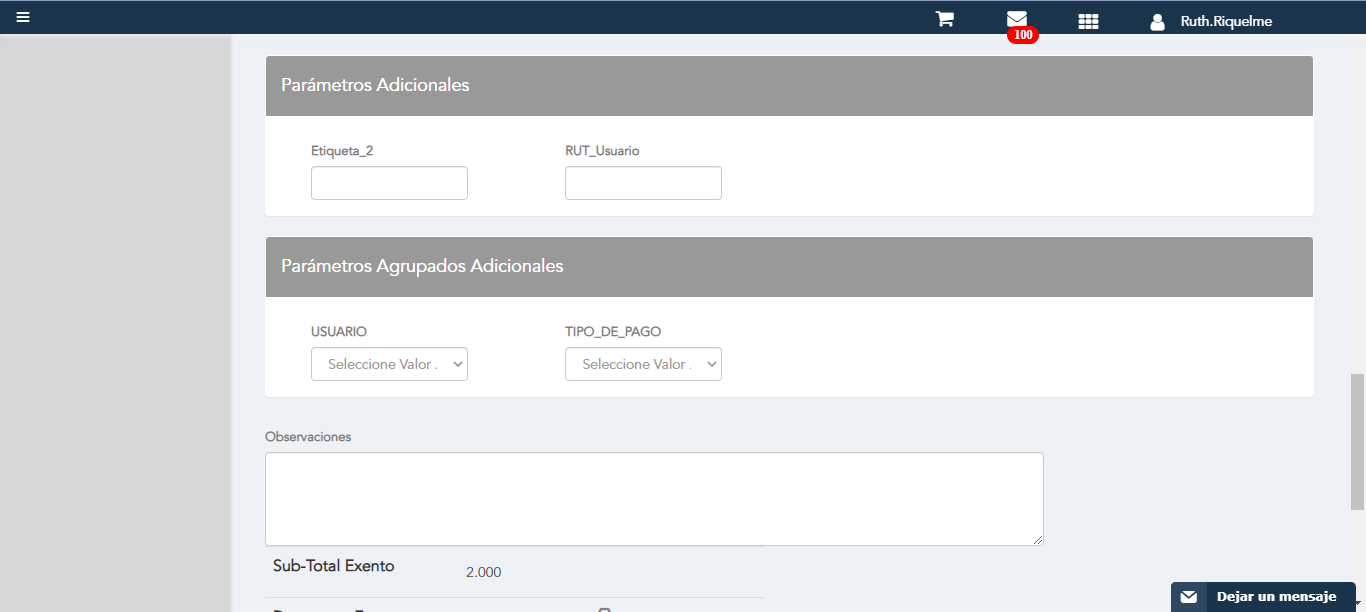 Ruth.Riquelme
100
Parámetros Adicionales
Etiqueta_2 RUT_Usuario
Parámetros Agrupados Adicionales
USUARIO TIPO_DE_PAGO
Seleccione Valor . Seleccione Valor .
Observaciones
Sub-Total Exento 2.000
Dejar un mensaje